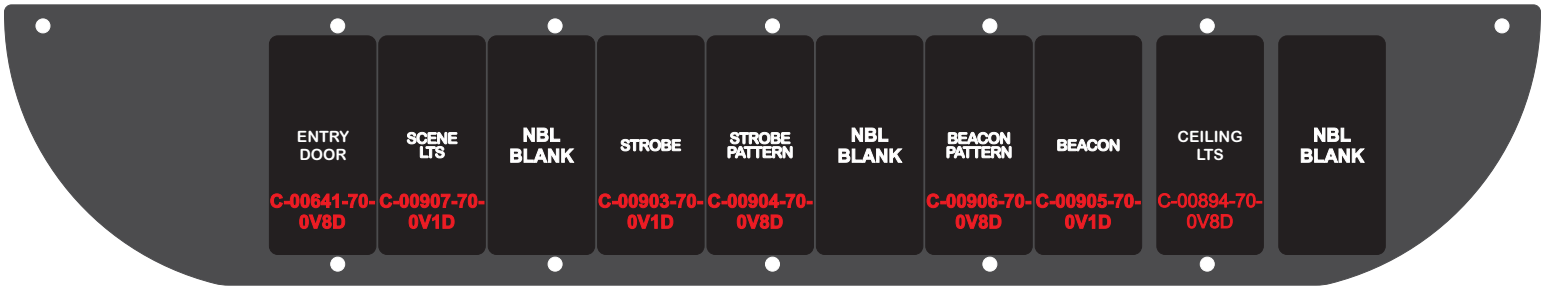 ENTRY
DOOR
C-00641-70-
0V8D
SCENE
LTS
C-00907-70-
0V1D
NBL
BLANK
STROBE
C-00903-70-
0V1D
STROBE
PATTERN
C-00904-70-
0V8D
NBL
BLANK
BEACON
PATTERN
C-00906-70-
0V8D
BEACON
C-00905-70-
0V1D
CEILING
LTS
C-00894-70-
0V8D
NBL
BLANK